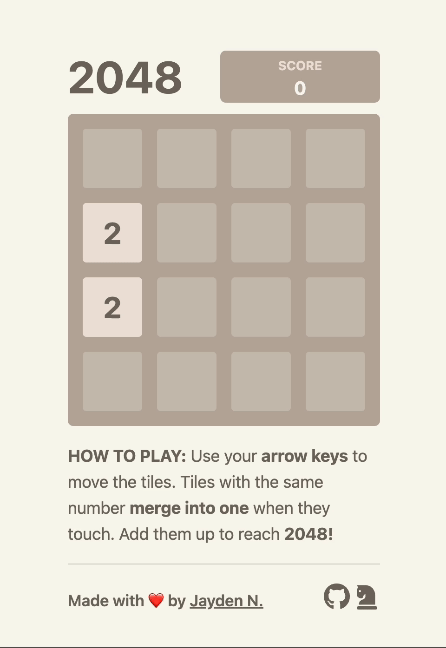 2048
SCORE
0
2
2
HOW TO PLAY: Use your arrow keys to
move the tiles. Tiles with the same
number merge into one when they
touch. Add them up to reach 2048!
Made with ❤️ by Jayden N.